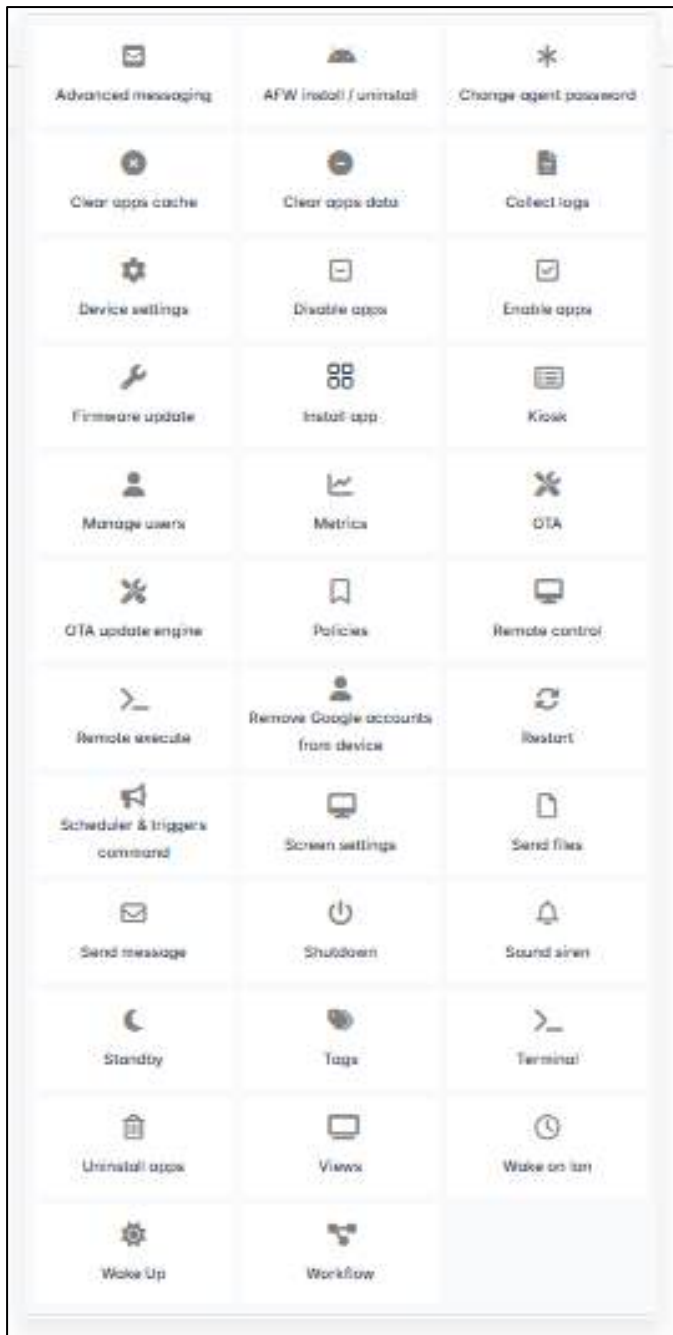 Advanced messaging
AFW install / uninstall
Change agent password
Clear apps cache
Clear apps data
Collect logs
Device settings
Disable apps
Enable apps
Firmware update
Install app
Kiosk
Manage users
Metrics
OTA
OTA update engine
Policies
Remote control
Remote execute
Remove Google accounts
from device
Restart
Scheduler & triggers
command
Screen settings
Send files
Send message
Shutdown
Sound siren
Standby
Tags
Terminal
Uninstall apps
Views
Wake on lan
Wake Up
Workflow